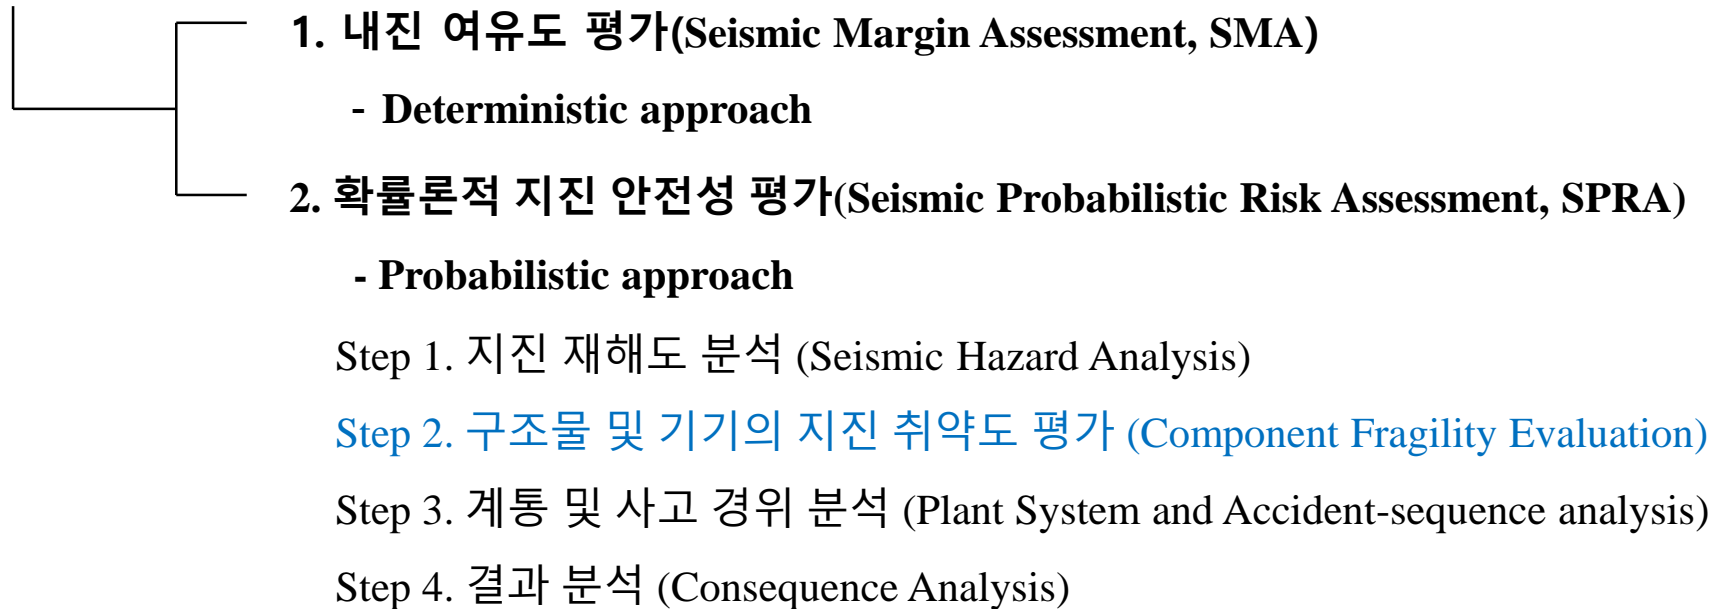 1. 내진 여유도 평가(Seismic Margin Assessment, SMA)
- Deterministic approach
2. 확률론적 지진 안전성 평가(Seismic Probabilistic Risk Assessment, SPRA)
- Probabilistic approach
Step 1. 지진 재해도 분석 (Seismic Hazard Analysis)
Step 2. 구조물 및 기기의 지진 취약도 평가 (Component Fragility Evaluation)
Step 3. 계통 및 사고 경위 분석 (Plant System and Accident-sequence analysis)
Step 4. 결과 분석 (Consequence Analysis)